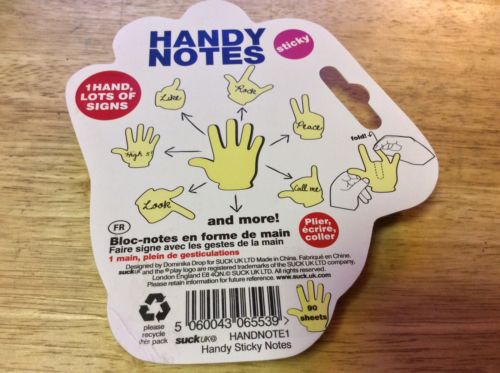 HANDY
NOTES
sticky
1 HAND,
LOTS OF
SIGNS
Like
Rock
Peace
High 5!
Call me
Look
fold!
and more!
FR
Bloc-notes en forme de main
Faire signe avec les gestes de la main
1 main, plein de gesticulations
Plier,
écrire,
coller
Designed by Dominika Drop for SUCK UK LTD Made in China. Fabriqué en Chine.
suckUK and the play logo are registered trademarks of the SUCK UK LTD company,
London England E8 4QN.© SUCK UK LTD. All rights reserved.
Please retain information for future reference. www.suck.uk.com
90
sheets
please
recycle
this pack
5 060043 065539 >
suckUK® HANDNOTE1
Handy Sticky Notes